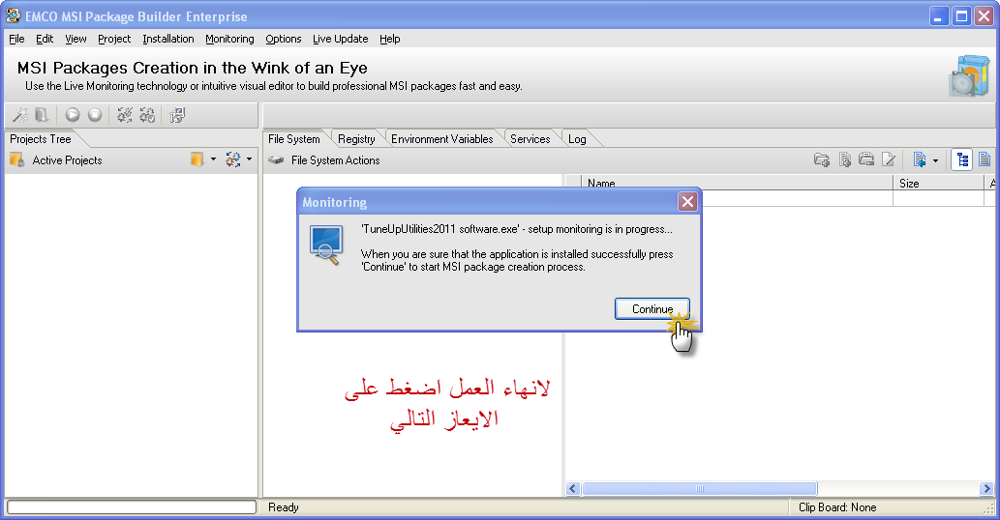 EMCO MSI Package Builder Enterprise
File Edit View Project Installation Monitoring Options Live Update Help
MSI Packages Creation in the Wink of an Eye
Use the Live Monitoring technology or intuitive visual editor to build professional MSI packages fast and easy.
Projects Tree
File System Registry Environment Variables Services Log
Active Projects
File System Actions
Name Size A
Monitoring
'TuneUpUtilities2011 software.exe' - setup monitoring is in progress...
When you are sure that the application is installed successfully press
'Continue' to start MSI package creation process.
Continue
لانهاء العمل اضغط على
الايعاز التالي
Ready
Clip Board: None